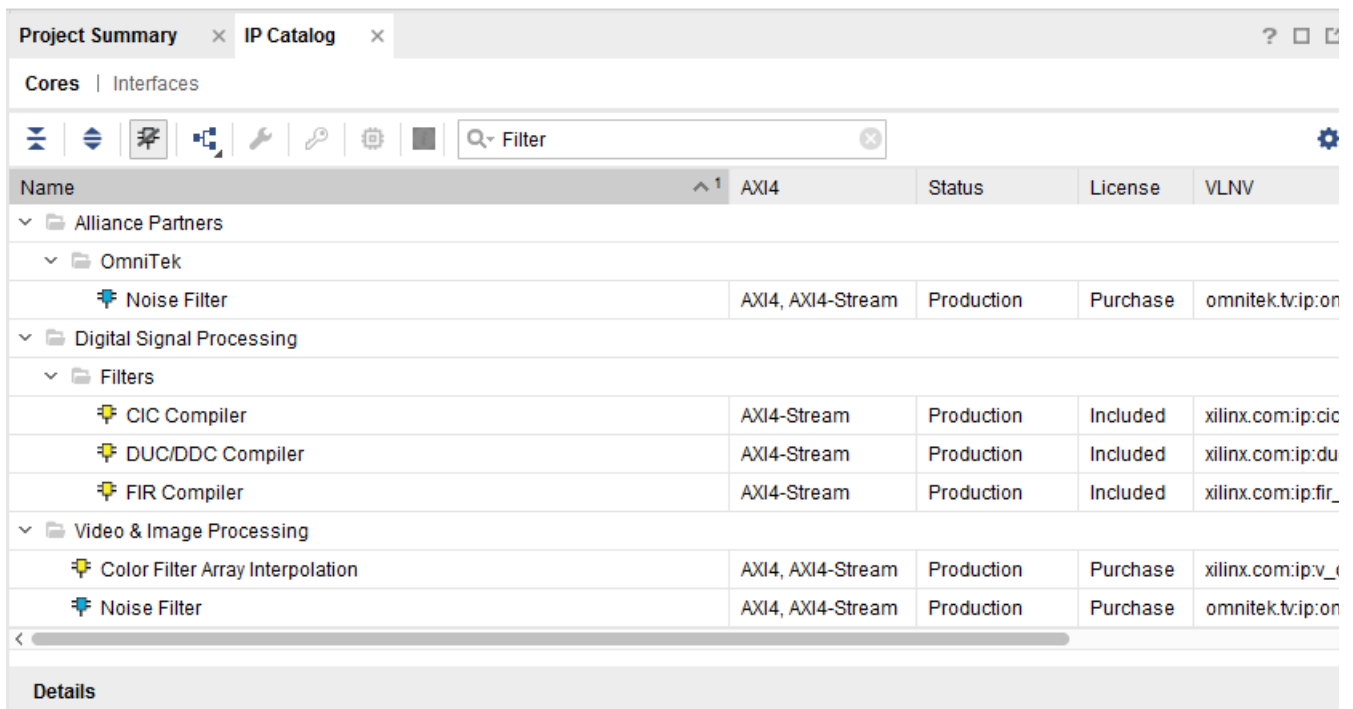 Project Summary × IP Catalog ×
Cores | Interfaces
Filter
Name 1 AXI4 Status License VLNV
Alliance Partners
OmniTek
Noise Filter AXI4, AXI4-Stream Production Purchase omnitek.tv:ip:on
Digital Signal Processing
Filters
CIC Compiler AXI4-Stream Production Included xilinx.com:ip:cic
DUC/DDC Compiler AXI4-Stream Production Included xilinx.com:ip:du
FIR Compiler AXI4-Stream Production Included xilinx.com:ip:fir_
Video & Image Processing
Color Filter Array Interpolation AXI4, AXI4-Stream Production Purchase xilinx.com:ip:v_
Noise Filter AXI4, AXI4-Stream Production Purchase omnitek.tv:ip:on
Details